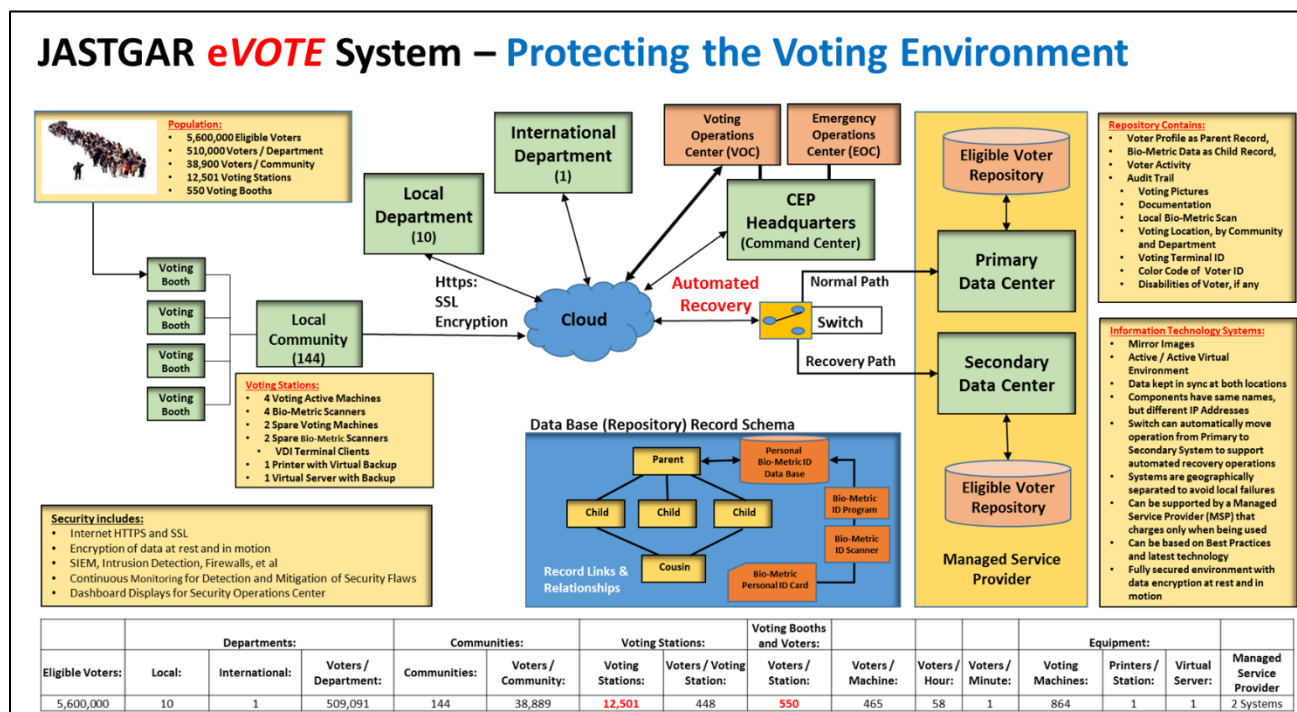 JASTGAR eVOTE System – Protecting the Voting Environment
Population:
• 5,600,000 Eligible Voters
• 510,000 Voters / Department
• 38,900 Voters / Community
• 12,501 Voting Stations
• 550 Voting Booths
International
Department
(1)
Local
Department
(10)
Voting
Operations
Center (VOC)
Emergency
Operations
Center (EOC)
CEP
Headquarters
(Command Center)
Voting
Booth
Voting
Booth
Voting
Booth
Voting
Booth
Local
Community
(144)
Https:
SSL
Encryption
Cloud
Automated
Recovery
Normal Path
Switch
Recovery Path
Eligible Voter
Repository
Primary
Data Center
Secondary
Data Center
Eligible Voter
Repository
Managed Service
Provider
Repository Contains:
• Voter Profile as Parent Record,
• Bio-Metric Data as Child Record,
• Voter Activity
• Audit Trail
• Voting Pictures
• Documentation
• Local Bio-Metric Scan
• Voting Location, by
Community and
Department
• Voting Terminal ID
• Color Code of Voter ID
• Disabilities of Voter, if any
Information Technology Systems:
• Mirror Images
• Active / Active Virtual
Environment
• Data kept in sync at both locations
• Components have same names,
but different IP Addresses
• Switch can automatically move
operation from Primary to
Secondary System to support
automated recovery operations
• Systems are geographically
separated to avoid local failures
• Can be supported by a Managed
Service Provider (MSP) that
charges only when being used
• Can be based on Best Practices
and latest technology
• Fully secured environment with
data encryption at rest and in
motion
Voting Stations:
• 4 Voting Active Machines
• 4 Bio-Metric Scanners
• 2 Spare Voting Machines
• 2 Spare Bio-Metric Scanners
• VDI Terminal Clients
• 1 Printer with Virtual Backup
• 1 Virtual Server with Backup
Security includes:
• Internet HTTPS and SSL
• Encryption of data at rest and in motion
• SIEM, Intrusion Detection, Firewalls, et al
• Continuous Monitoring for Detection and Mitigation of Security Flaws
• Dashboard Displays for Security Operations Center
Data Base (Repository) Record Schema
Parent
Child
Child
Child
Cousin
Record Links &
Relationships
Personal
Bio-Metric ID
Data Base
Bio-Metric
ID Program
Bio-Metric
ID Scanner
Bio-Metric
Personal ID Card
Departments: Communities: Voting Stations: Voting Booths and Voters: Equipment:
Eligible Voters: Local: International: Voters / Department: Communities: Voters / Community: Voting Stations: Voters / Voting Station: Voters / Station: Voters / Machine: Voters / Hour: Voters / Minute: Voting Machines: Printers / Station: Virtual Server: Managed Service Provider
5,600,000 10 1 509,091 144 38,889 12,501 448 550 465 58 1 864 1 1 2 Systems